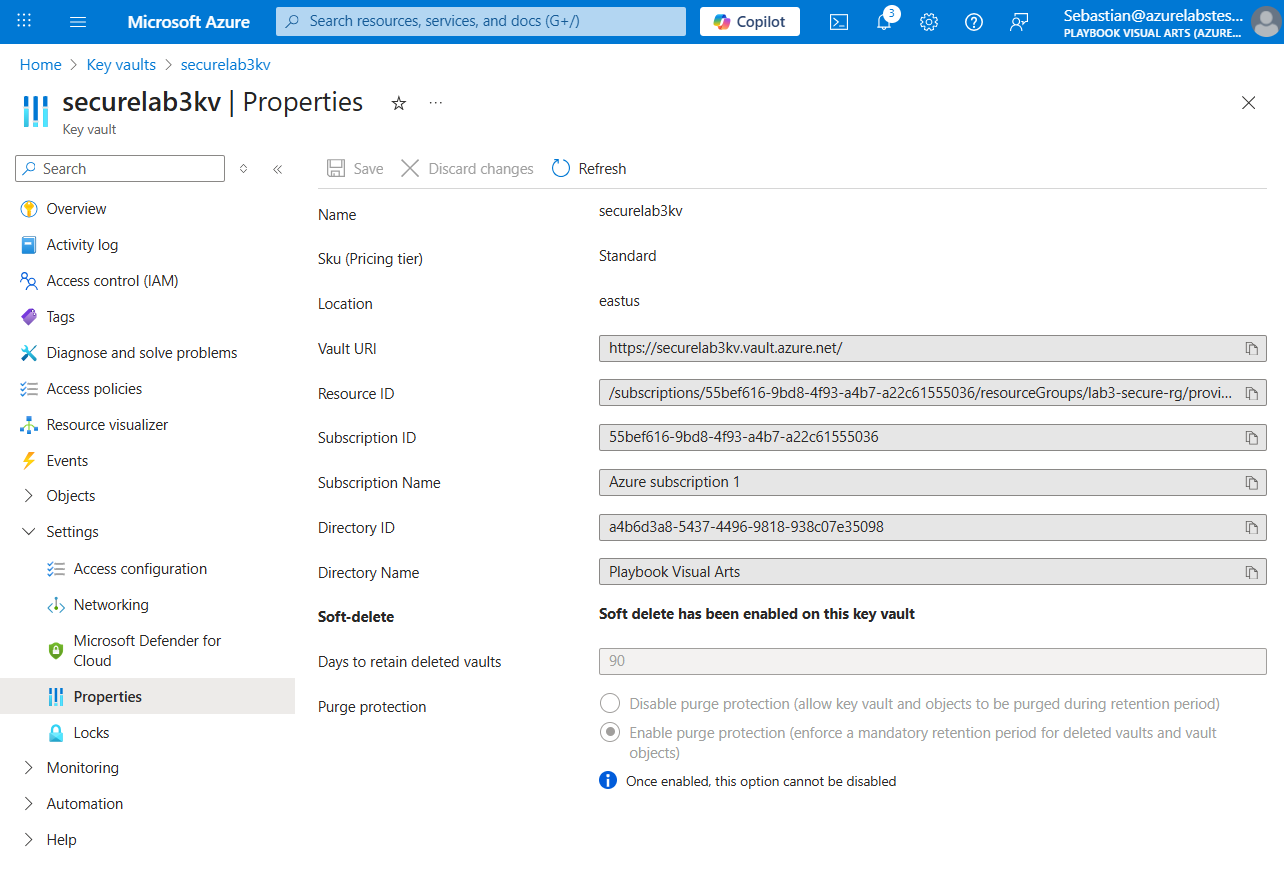 Microsoft Azure
Search resources, services, and docs (G+/)
Copilot
3
Sebastian@azurelabstes...
PLAYBOOK VISUAL ARTS (AZURE...
Home > Key vaults > securelab3kv
securelab3kv | Properties
Key vault
Search
Save
Discard changes
Refresh
Overview
Activity log
Access control (IAM)
Tags
Diagnose and solve problems
Access policies
Resource visualizer
Events
Objects
Settings
Access configuration
Networking
Microsoft Defender for
Cloud
Properties
Locks
Monitoring
Automation
Help
Name
securelab3kv
Sku (Pricing tier)
Standard
Location
eastus
Vault URI
https://securelab3kv.vault.azure.net/
Resource ID
/subscriptions/55bef616-9bd8-4f93-a4b7-a22c61555036/resourceGroups/lab3-secure-rg/provi...
Subscription ID
55bef616-9bd8-4f93-a4b7-a22c61555036
Subscription Name
Azure subscription 1
Directory ID
a4b6d3a8-5437-4496-9818-938c07e35098
Directory Name
Playbook Visual Arts
Soft-delete
Soft delete has been enabled on this key vault
Days to retain deleted vaults
90
Purge protection
Disable purge protection (allow key vault and objects to be purged during retention period)
Enable purge protection (enforce a mandatory retention period for deleted vaults and vault
objects)
Once enabled, this option cannot be disabled